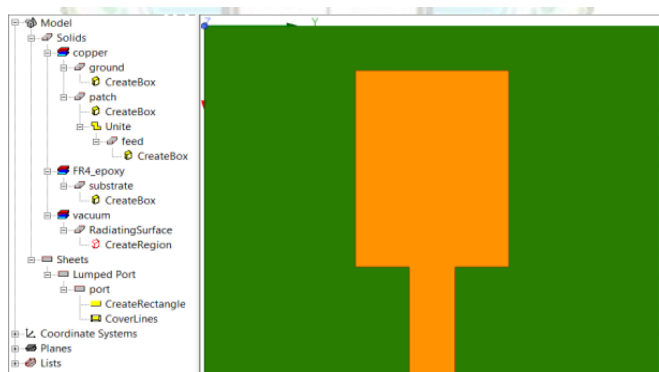 Model
Solids
copper
ground
CreateBox
patch
CreateBox
Unite
feed
CreateBox
FR4_epoxy
substrate
CreateBox
vacuum
RadiatingSurface
CreateRegion
Sheets
Lumped Port
port
CreateRectangle
CoverLines
Coordinate Systems
Planes
Lists
Z
Y